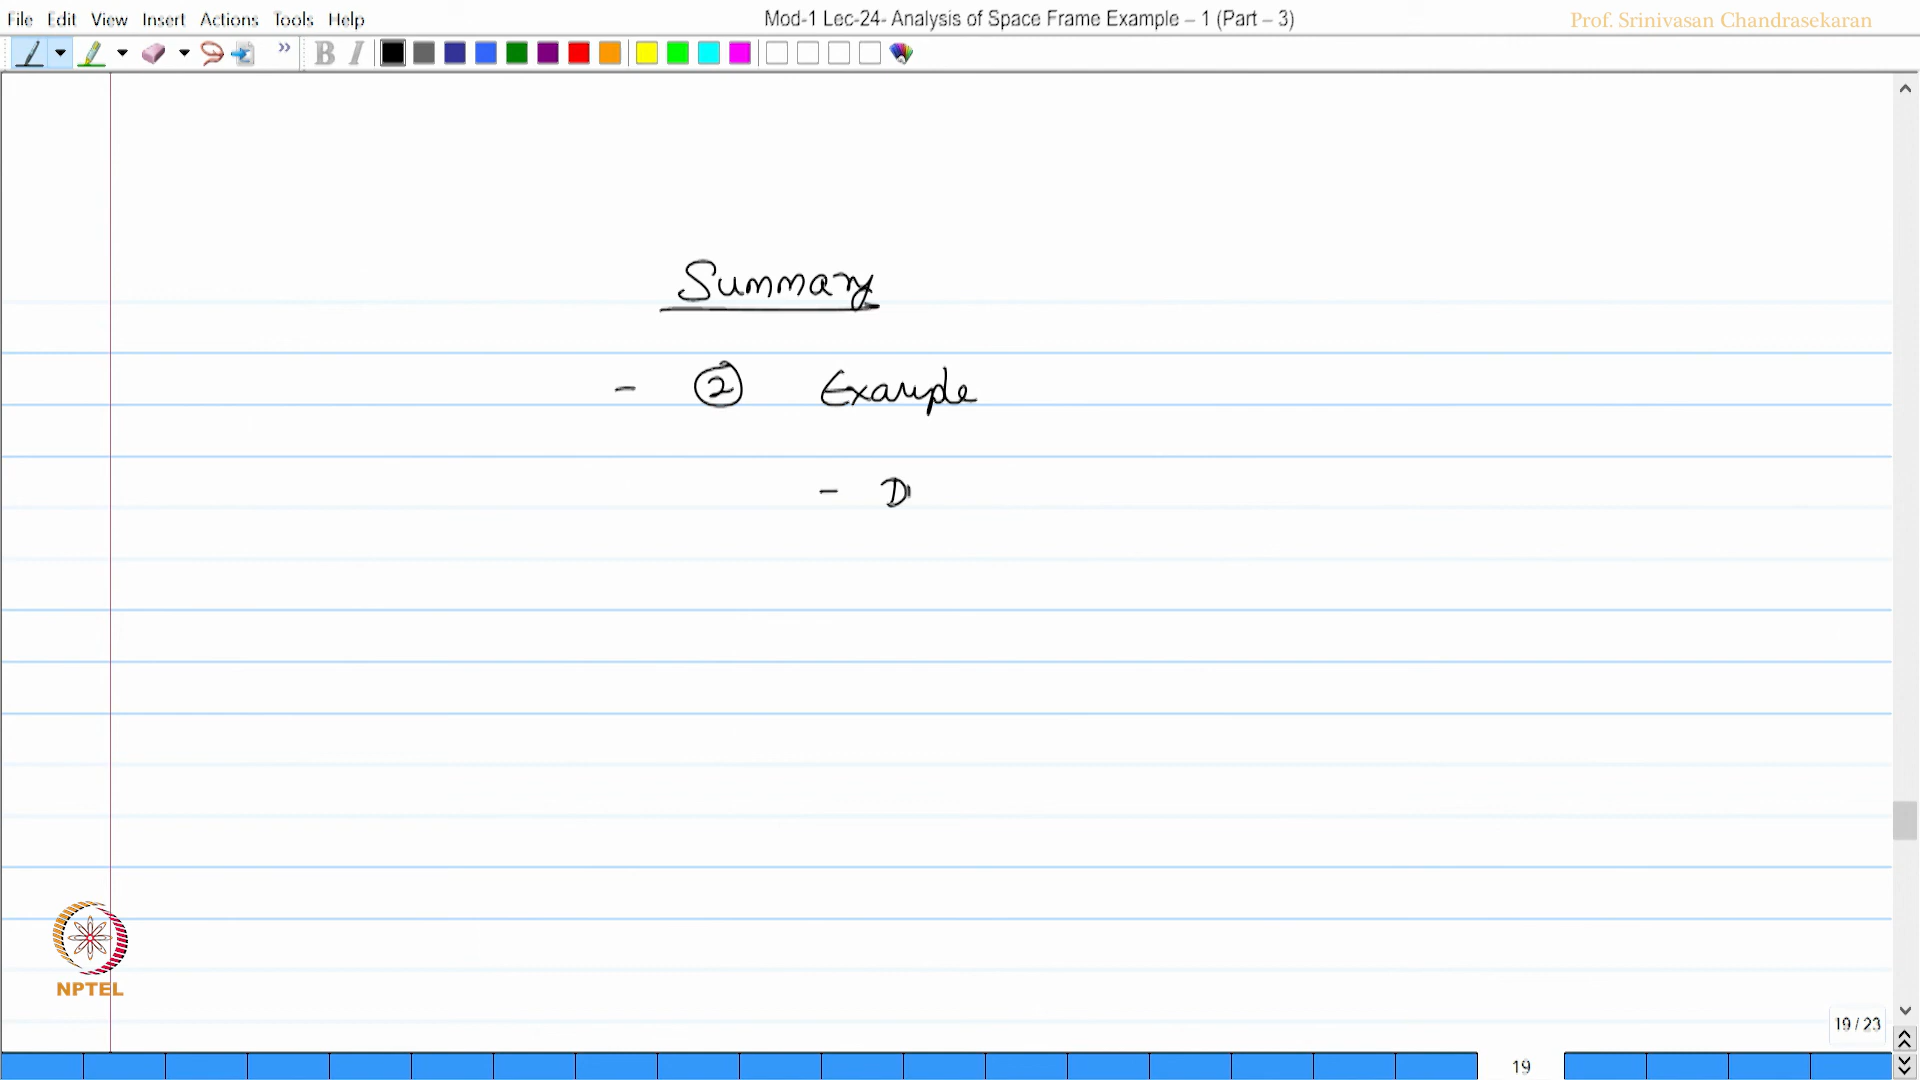 File Edit View Insert Actions Tools Help
Mod-1 Lec-24- Analysis of Space Frame Example – 1 (Part – 3)
Prof. Srinivasan Chandrasekaran
B I
Summary
- ② Example
- D
NPTEL
19 / 23
19